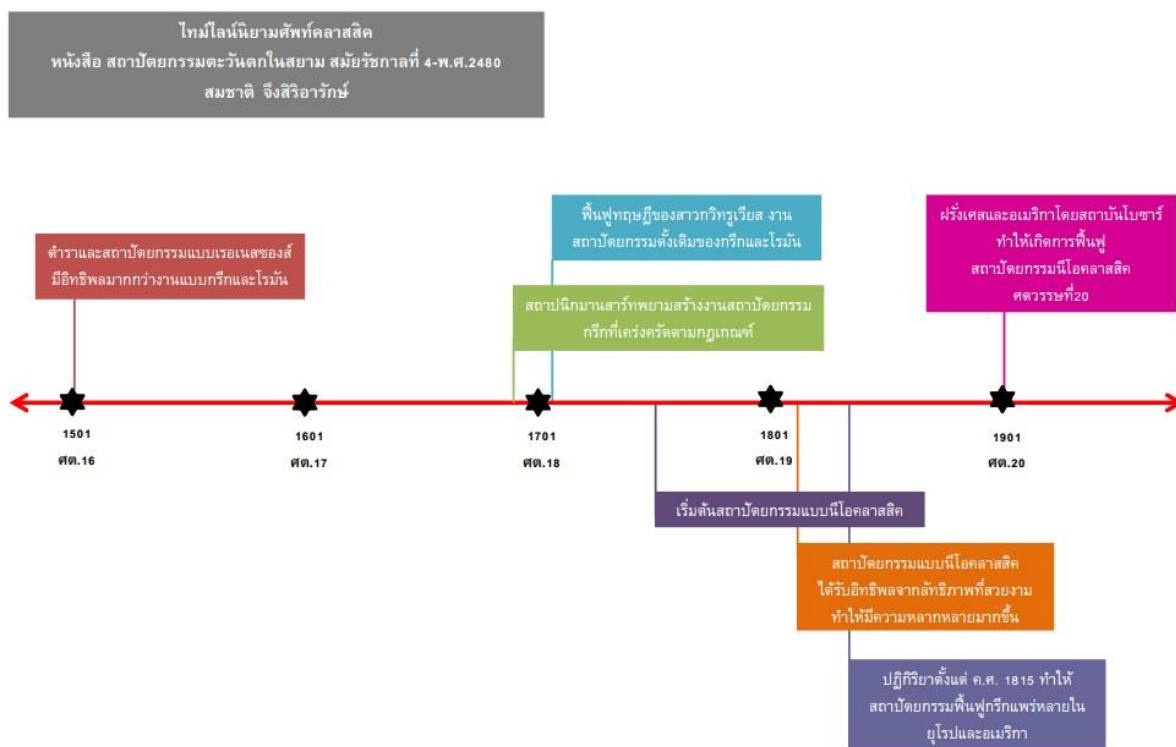 ไทม์ไลน์นิยามศัพท์คลาสสิค
หนังสือ สถาปัตยกรรมตะวันตกในสยาม สมัยรัชกาลที่ 4-พ.ศ.2480
สมชาติ จึงสิริอารักษ์
ตำราและสถาปัตยกรรมแบบเรอเนสซองส์
มีอิทธิพลมากกว่างานแบบกรีกและโรมัน
ฟื้นฟูทฤษฎีของสาวกวิทรูเวียส งาน
สถาปัตยกรรมดั้งเดิมของกรีกและโรมัน
สถาปนิกมานสาร์ทพยามสร้างงานสถาปัตยกรรม
กรีกที่เคร่งครัดตามกฎเกณฑ์
ฝรั่งเศสและอเมริกาโดยสถาบันโบซาร์
ทำให้เกิดการฟื้นฟู
สถาปัตยกรรมนีโอคลาสสิค
ศตวรรษที่20
1501
ศต.16
1601
ศต.17
1701
ศต.18
1801
ศต.19
1901
ศต.20
เริ่มต้นสถาปัตยกรรมแบบนีโอคลาสสิค
สถาปัตยกรรมแบบนีโอคลาสสิค
ได้รับอิทธิพลจากลัทธิภาพที่สวยงาม
ทำให้มีความหลากหลายมากขึ้น
ปฏิกิริยาตั้งแต่ ค.ศ. 1815 ทำให้
สถาปัตยกรรมฟื้นฟูกรีกแพร่หลายใน
ยุโรปและอเมริกา